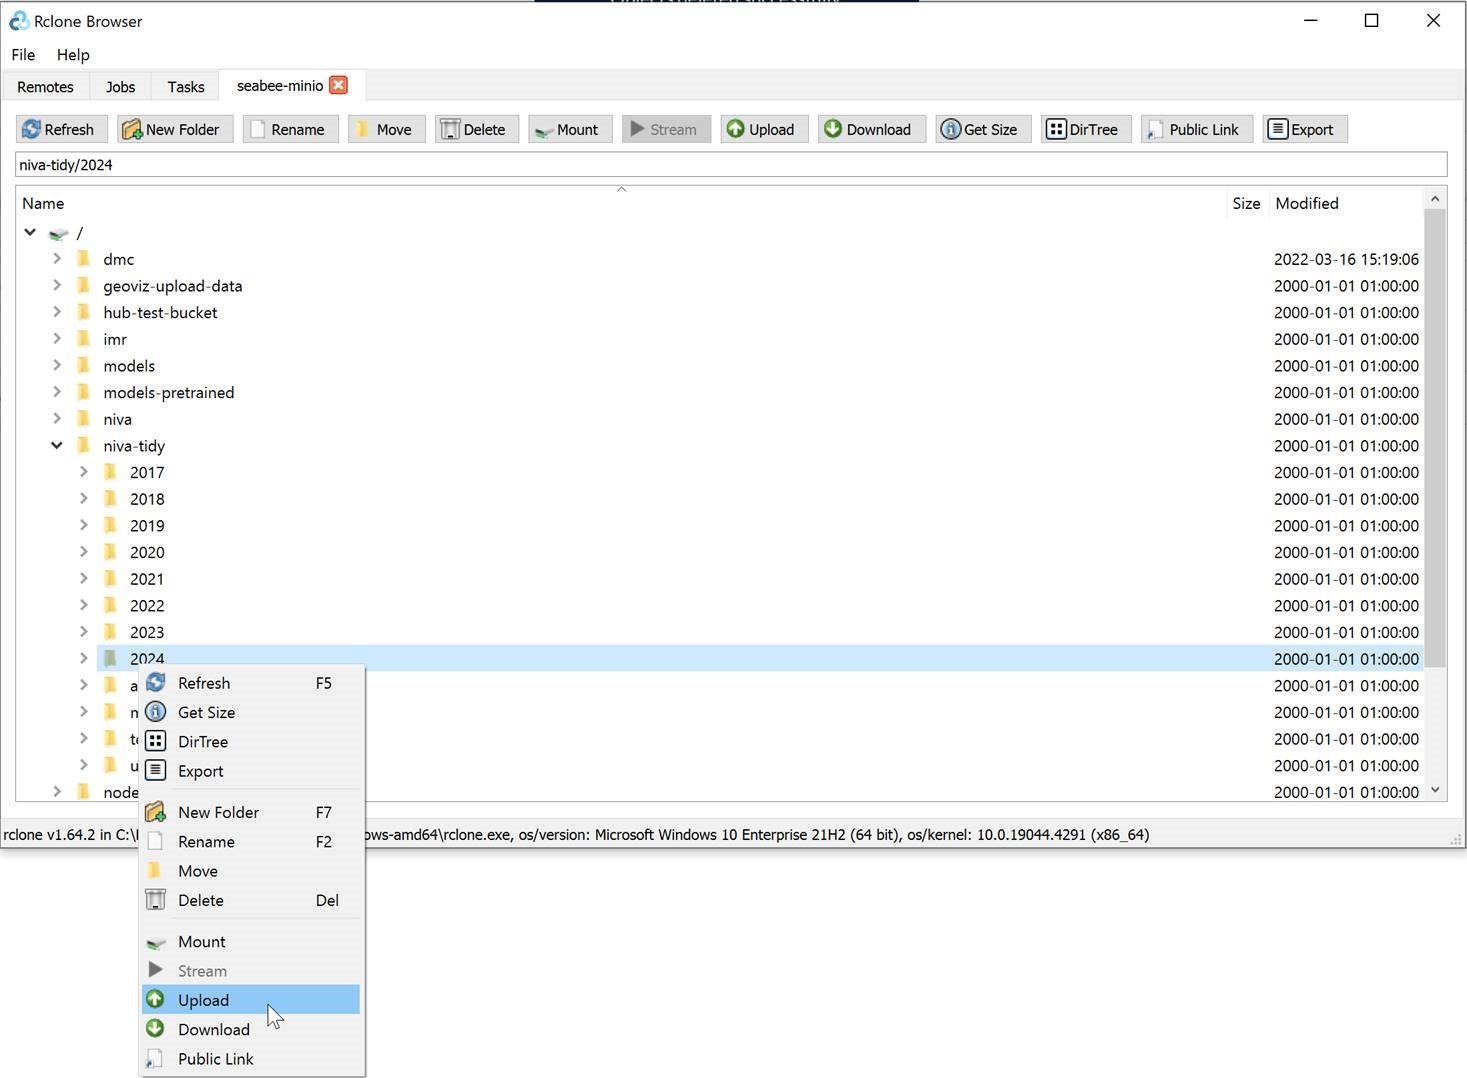 Rclone Browser
File Help
Remotes Jobs Tasks seabee-minio
Refresh New Folder Rename Move Delete Mount Stream Upload Download Get Size DirTree Public Link Export
niva-tidy/2024
Name Size Modified
/
dmc 2022-03-16 15:19:06
geoviz-upload-data 2000-01-01 01:00:00
hub-test-bucket 2000-01-01 01:00:00
imr 2000-01-01 01:00:00
models 2000-01-01 01:00:00
models-pretrained 2000-01-01 01:00:00
niva 2000-01-01 01:00:00
niva-tidy 2000-01-01 01:00:00
2017 2000-01-01 01:00:00
2018 2000-01-01 01:00:00
2019 2000-01-01 01:00:00
2020 2000-01-01 01:00:00
2021 2000-01-01 01:00:00
2022 2000-01-01 01:00:00
2023 2000-01-01 01:00:00
2024 2000-01-01 01:00:00
2000-01-01 01:00:00
2000-01-01 01:00:00
2000-01-01 01:00:00
2000-01-01 01:00:00
node 2000-01-01 01:00:00
rclone v1.64.2 in C:\ ows-amd64\rclone.exe, os/version: Microsoft Windows 10 Enterprise 21H2 (64 bit), os/kernel: 10.0.19044.4291 (x86_64)
Refresh F5
Get Size
DirTree
Export
New Folder F7
Rename F2
Move
Delete Del
Mount
Stream
Upload
Download
Public Link